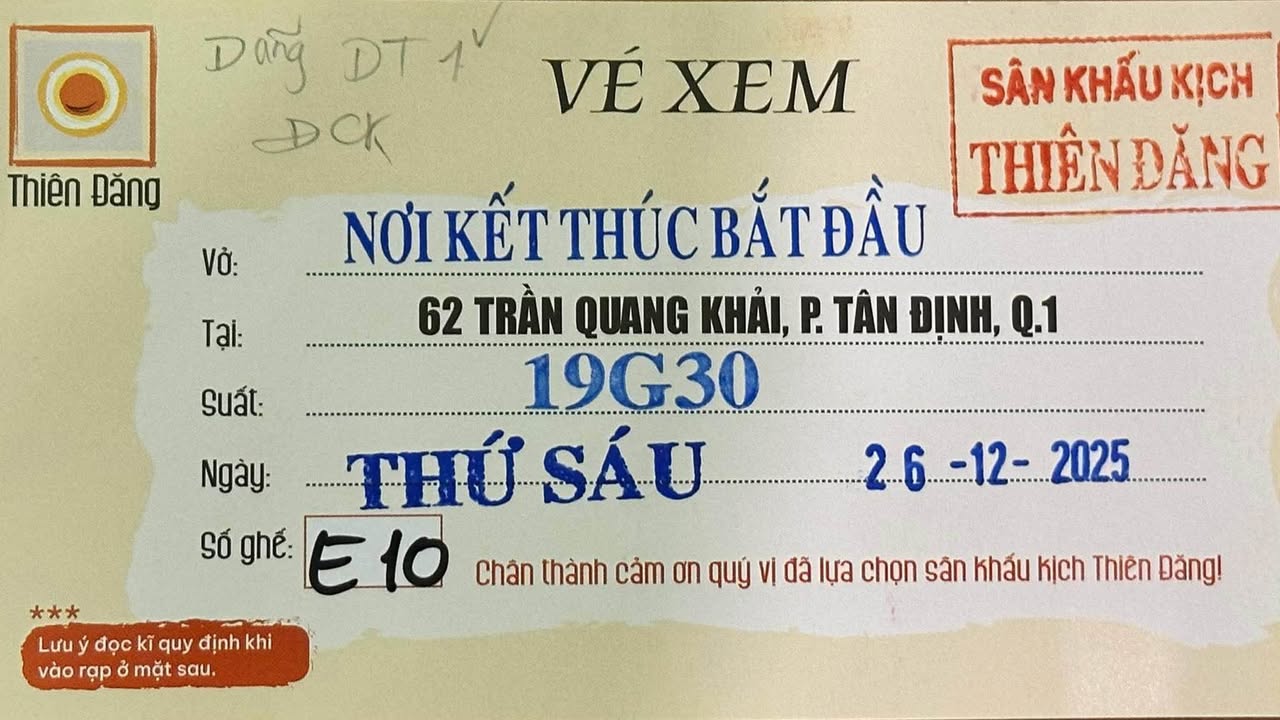 Thiên Đăng
Dang DT 1
DCK
VÉ XEM
SÂN KHẤU KỊCH
THIÊN ĐĂNG
Vở: NƠI KẾT THÚC BẮT ĐẦU
Tại: 62 TRẦN QUANG KHẢI, P. TÂN ĐỊNH, Q.1
Suất: 19G30
Ngày: THỨ SÁU 26-12-2025
Số ghế: E10
Chân thành cảm ơn quý vị đã lựa chọn sân khấu kịch Thiên Đăng!
***
Lưu ý đọc kĩ quy định khi
vào rạp ở mặt sau.